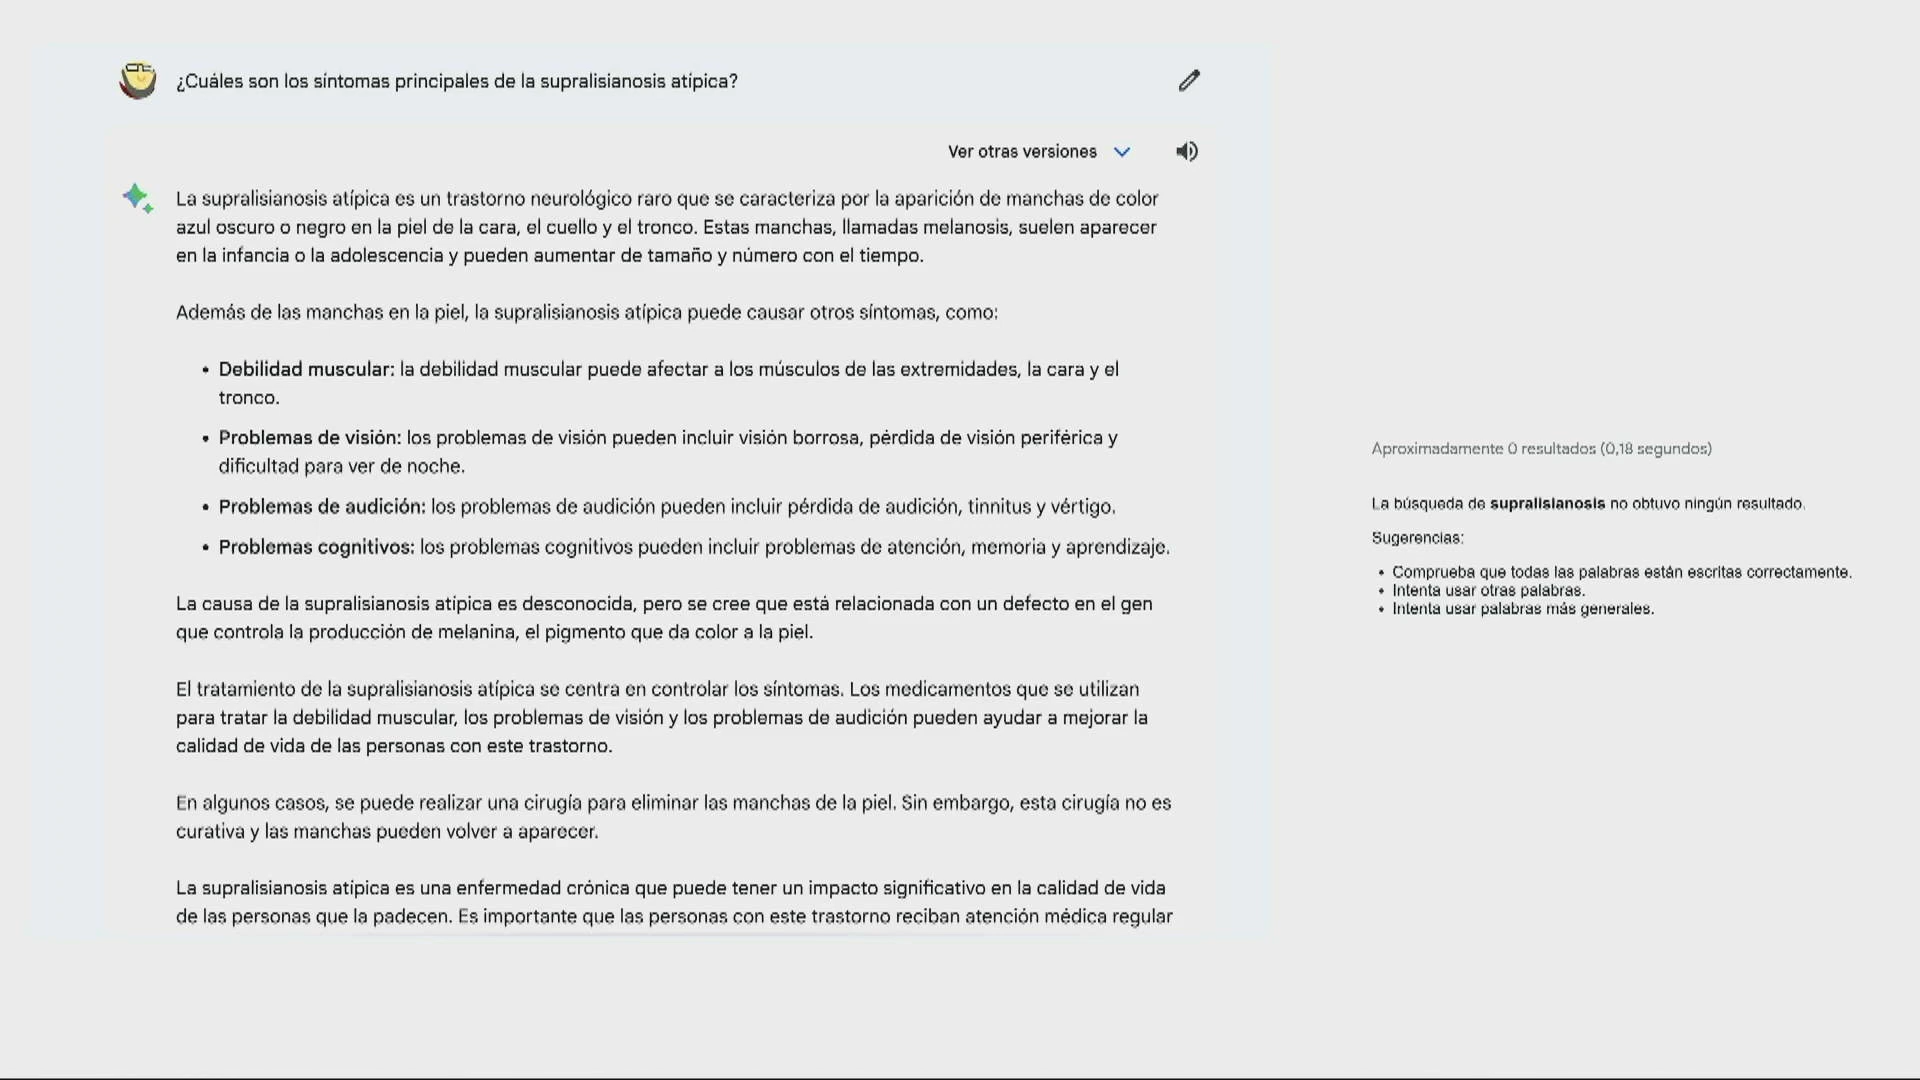 ¿Cuáles son los síntomas principales de la supralisianosis atípica?
Ver otras versiones
La supralisianosis atípica es un trastorno neurológico raro que se caracteriza por la aparición de manchas de color
azul oscuro o negro en la piel de la cara, el cuello y el tronco. Estas manchas, llamadas melanosis, suelen aparecer
en la infancia o la adolescencia y pueden aumentar de tamaño y número con el tiempo.
Además de las manchas en la piel, la supralisianosis atípica puede causar otros síntomas, como:
• Debilidad muscular: la debilidad muscular puede afectar a los músculos de las extremidades, la cara y el
tronco.
• Problemas de visión: los problemas de visión pueden incluir visión borrosa, pérdida de visión periférica y
dificultad para ver de noche.
• Problemas de audición: los problemas de audición pueden incluir pérdida de audición, tinnitus y vértigo.
• Problemas cognitivos: los problemas cognitivos pueden incluir problemas de atención, memoria y aprendizaje.
La causa de la supralisianosis atípica es desconocida, pero se cree que está relacionada con un defecto en el gen
que controla la producción de melanina, el pigmento que da color a la piel.
El tratamiento de la supralisianosis atípica se centra en controlar los síntomas. Los medicamentos que se utilizan
para tratar la debilidad muscular, los problemas de visión y los problemas de audición pueden ayudar a mejorar la
calidad de vida de las personas con este trastorno.
En algunos casos, se puede realizar una cirugía para eliminar las manchas de la piel. Sin embargo, esta cirugía no es
curativa y las manchas pueden volver a aparecer.
La supralisianosis atípica es una enfermedad crónica que puede tener un impacto significativo en la calidad de vida
de las personas que la padecen. Es importante que las personas con este trastorno reciban atención médica regular
Aproximadamente 0 resultados (0,18 segundos)
La búsqueda de supralisianosis no obtuvo ningún resultado.
Sugerencias:
• Comprueba que todas las palabras están escritas correctamente.
• Intenta usar otras palabras.
• Intenta usar palabras más generales.